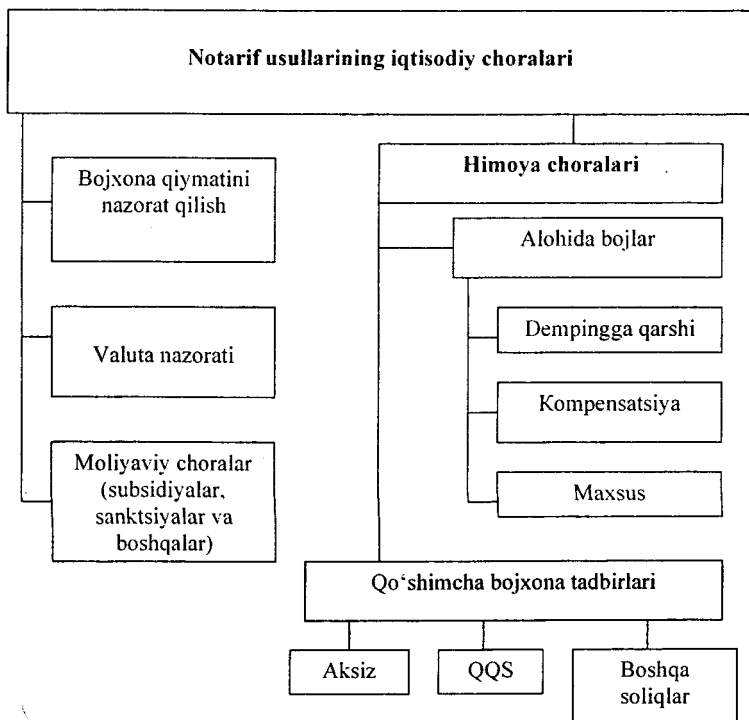 Notarif usullarining iqtisodiy choralari
Bojxona qiymatini
nazorat qilish
Valuta nazorati
Moliyaviy choralar
(subsidiyalar,
sanktsiyalar va
boshqalar)
Himoya choralari
Alohida bojlar
Dempingga qarshi
Kompensatsiya
Maxsus
Qo‘shimcha bojxona tadbirlari
Aksiz
QQS
Boshqa
soliqlar